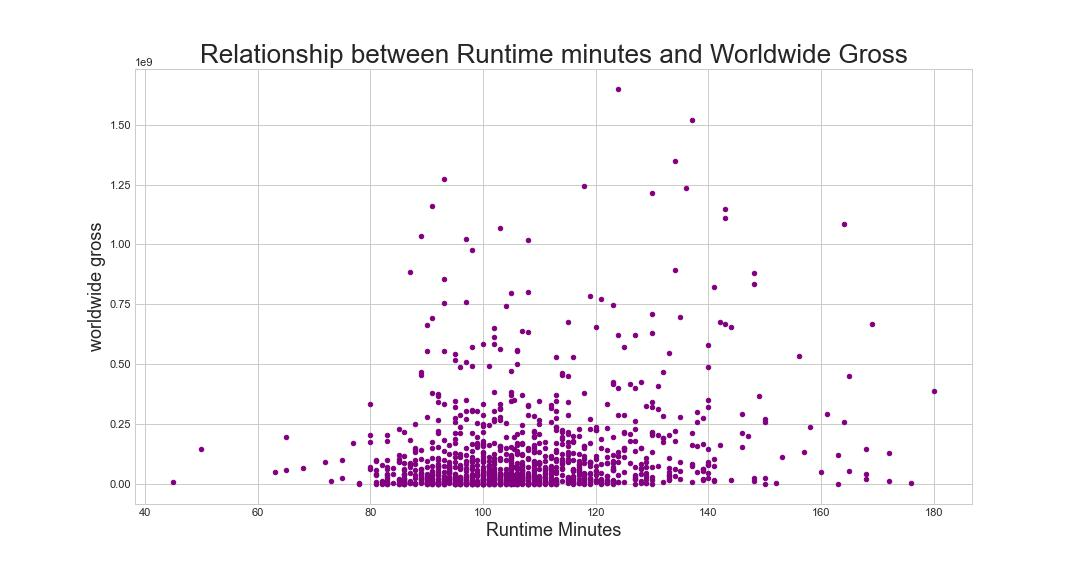 Relationship between Runtime minutes and Worldwide Gross
1e9
1.50
1.25
1.00
0.75
0.50
0.25
0.00
worldwide gross
40 60 80 100 120 140 160 180
Runtime Minutes